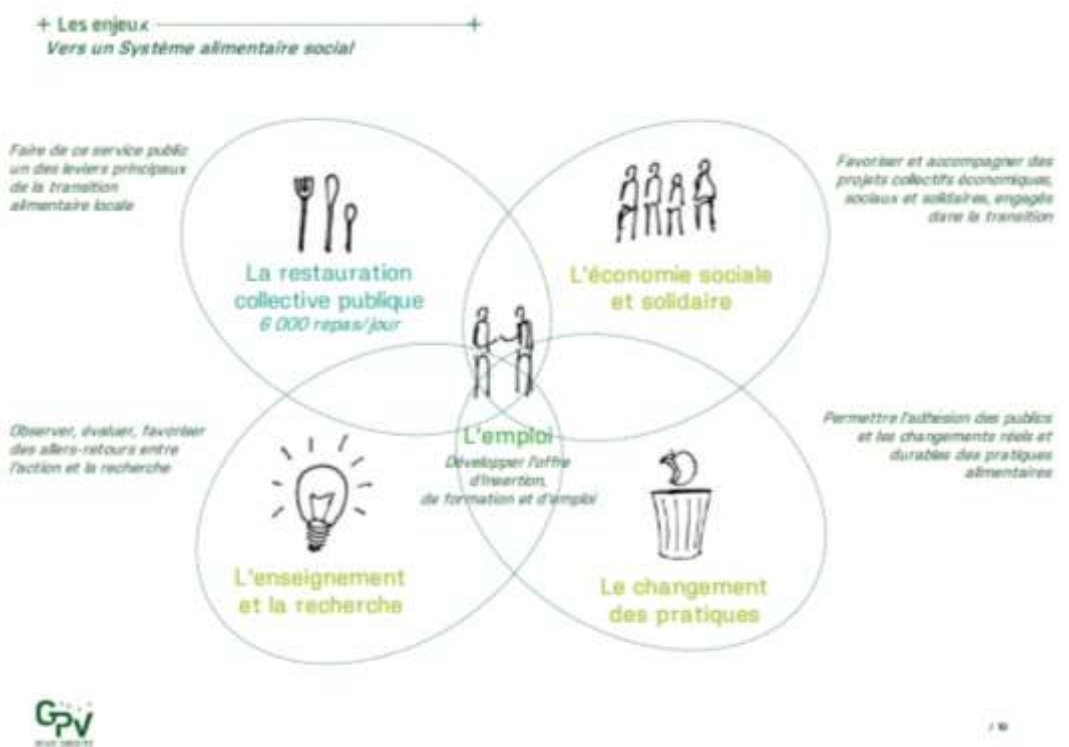 + Les enjeux +
Vers un Système alimentaire social
Faire de ce service public
un des leviers principaux
de la transition
alimentaire locale
La restauration
collective publique
6 000 repas/jour
L'économie sociale
et solidaire
Favoriser et accompagner des
projets collectifs économiques,
sociaux et solidaires, engagés
dans la transition
Observer, évaluer, favoriser
des allers-retours entre
l'action et la recherche
L'emploi
Développer l'offre
d'insertion,
de formation et d'emploi
Permettre l'adhésion des publics
et les changements réels et
durables des pratiques
alimentaires
L'enseignement
et la recherche
Le changement
des pratiques
GPV